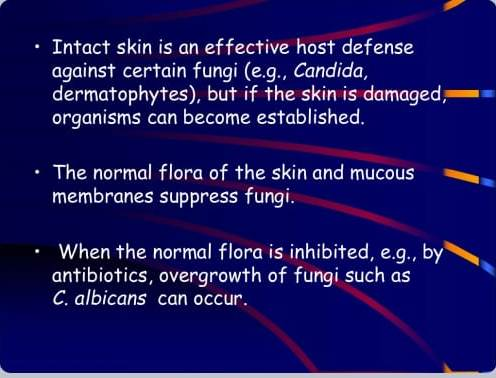 • Intact skin is an effective host defense
against certain fungi (e.g., Candida,
dermatophytes), but if the skin is damaged,
organisms can become established.
• The normal flora of the skin and mucous
membranes suppress fungi.
• When the normal flora is inhibited, e.g., by
antibiotics, overgrowth of fungi such as
C. albicans can occur.